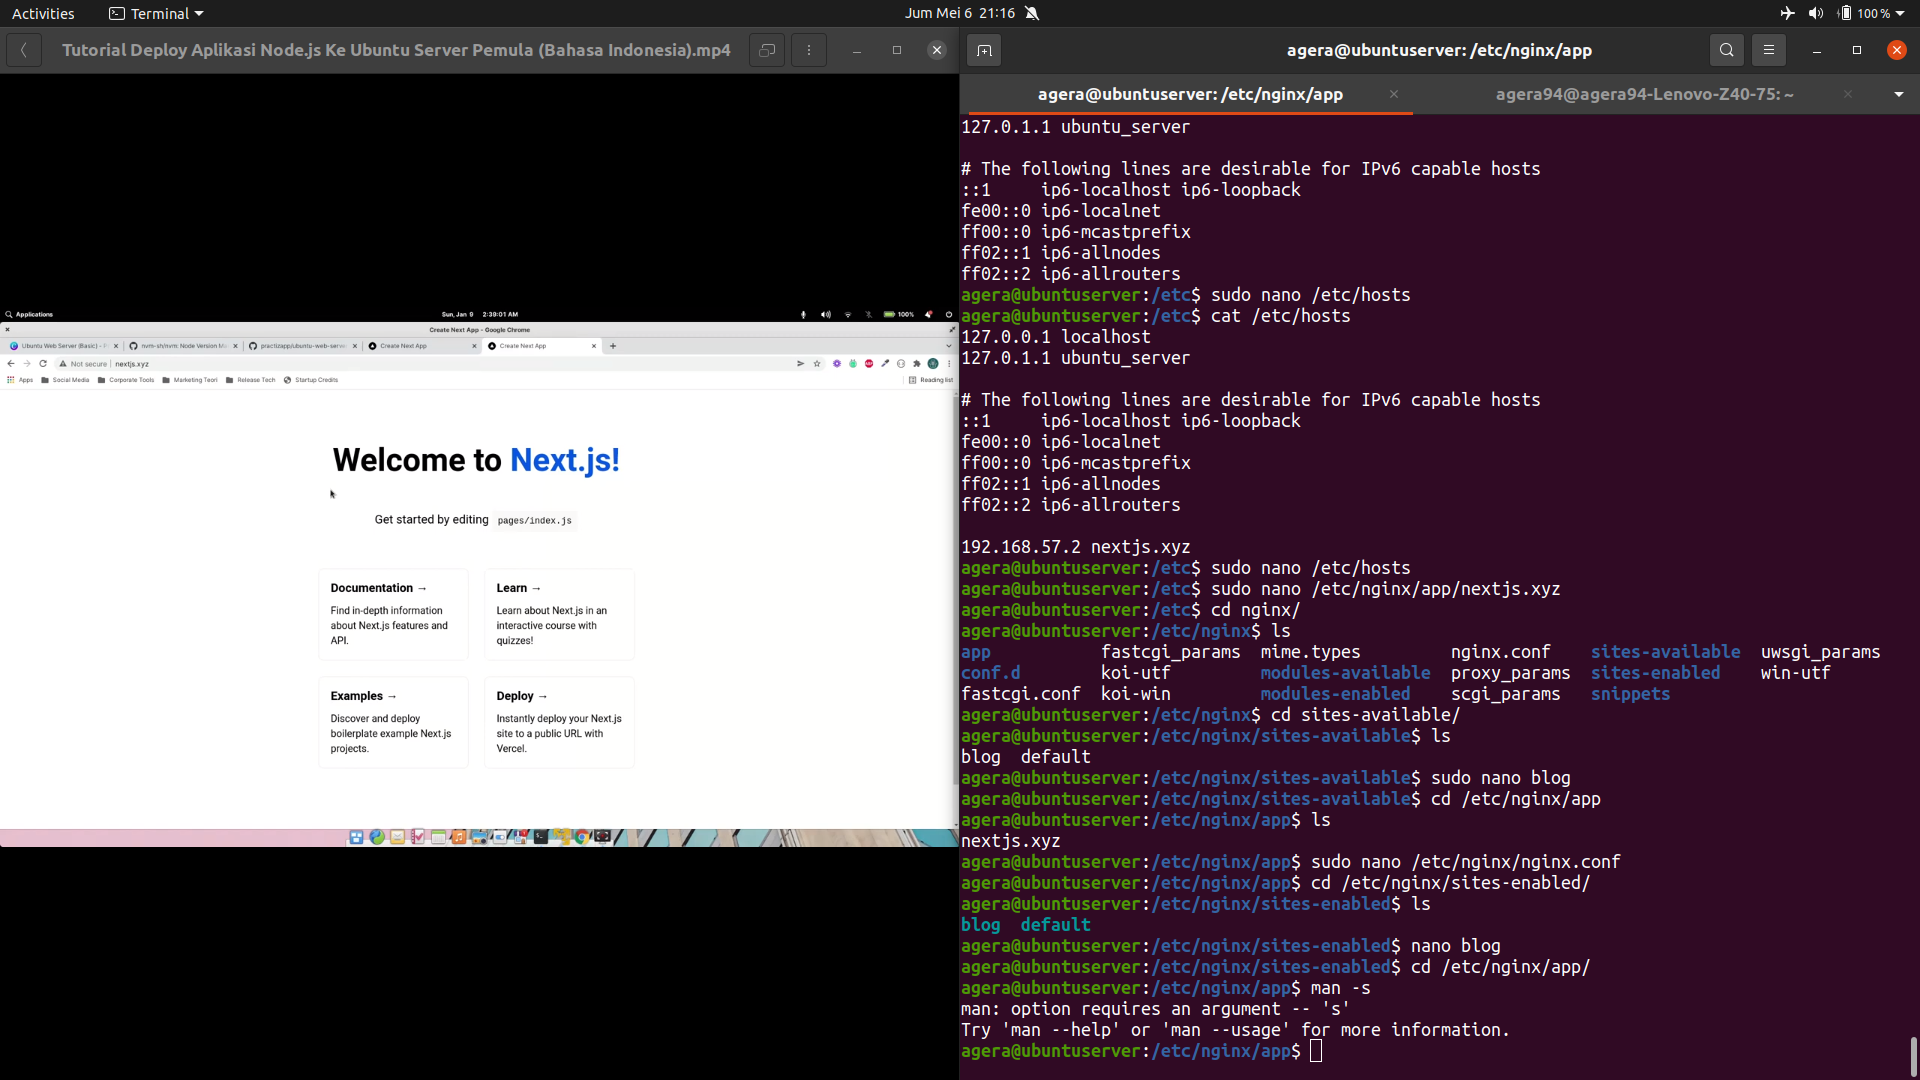 Activities
Terminal
Jum Mei 6 21:16
100 %
Tutorial Deploy Aplikasi Node.js Ke Ubuntu Server Pemula (Bahasa Indonesia).mp4
Applications
Sun, Jan 9 2:39:01 AM
100%
Create Next App - Google Chrome
Ubuntu Web Server (Basic) - P
nvm-sh/nvm: Node Version M
practizapp/ubuntu-web-serve
Create Next App
Create Next App
Not secure | nextjs.xyz
Apps
Social Media
Corporate Tools
Marketing Teori
Release Tech
Startup Credits
Reading list
Welcome to Next.js!
Get started by editing pages/index.js
Documentation →
Find in-depth information
about Next.js features and
API.
Learn →
Learn about Next.js in an
interactive course with
quizzes!
Examples →
Discover and deploy
boilerplate example Next.js
projects.
Deploy →
Instantly deploy your Next.js
site to a public URL with
Vercel.
agera@ubuntuserver: /etc/nginx/app
agera@ubuntuserver: /etc/nginx/app
agera94@agera94-Lenovo-Z40-75: ~
127.0.1.1 ubuntu_server
# The following lines are desirable for IPv6 capable hosts
::1     ip6-localhost ip6-loopback
fe00::0 ip6-localnet
ff00::0 ip6-mcastprefix
ff02::1 ip6-allnodes
ff02::2 ip6-allrouters
agera@ubuntuserver:/etc$ sudo nano /etc/hosts
agera@ubuntuserver:/etc$ cat /etc/hosts
127.0.0.1 localhost
127.0.1.1 ubuntu_server
# The following lines are desirable for IPv6 capable hosts
::1     ip6-localhost ip6-loopback
fe00::0 ip6-localnet
ff00::0 ip6-mcastprefix
ff02::1 ip6-allnodes
ff02::2 ip6-allrouters
192.168.57.2 nextjs.xyz
agera@ubuntuserver:/etc$ sudo nano /etc/hosts
agera@ubuntuserver:/etc$ sudo nano /etc/nginx/app/nextjs.xyz
agera@ubuntuserver:/etc$ cd nginx/
agera@ubuntuserver:/etc/nginx$ ls
app           fastcgi_params  mime.types         nginx.conf    sites-available  uwsgi_params
conf.d        koi-utf         modules-available  proxy_params  sites-enabled    win-utf
fastcgi.conf  koi-win         modules-enabled    scgi_params   snippets
agera@ubuntuserver:/etc/nginx$ cd sites-available/
agera@ubuntuserver:/etc/nginx/sites-available$ ls
blog  default
agera@ubuntuserver:/etc/nginx/sites-available$ sudo nano blog
agera@ubuntuserver:/etc/nginx/sites-available$ cd /etc/nginx/app
agera@ubuntuserver:/etc/nginx/app$ ls
nextjs.xyz
agera@ubuntuserver:/etc/nginx/app$ sudo nano /etc/nginx/nginx.conf
agera@ubuntuserver:/etc/nginx/app$ cd /etc/nginx/sites-enabled/
agera@ubuntuserver:/etc/nginx/sites-enabled$ ls
blog  default
agera@ubuntuserver:/etc/nginx/sites-enabled$ nano blog
agera@ubuntuserver:/etc/nginx/sites-enabled$ cd /etc/nginx/app/
agera@ubuntuserver:/etc/nginx/app$ man -s
man: option requires an argument -- 's'
Try 'man --help' or 'man --usage' for more information.
agera@ubuntuserver:/etc/nginx/app$